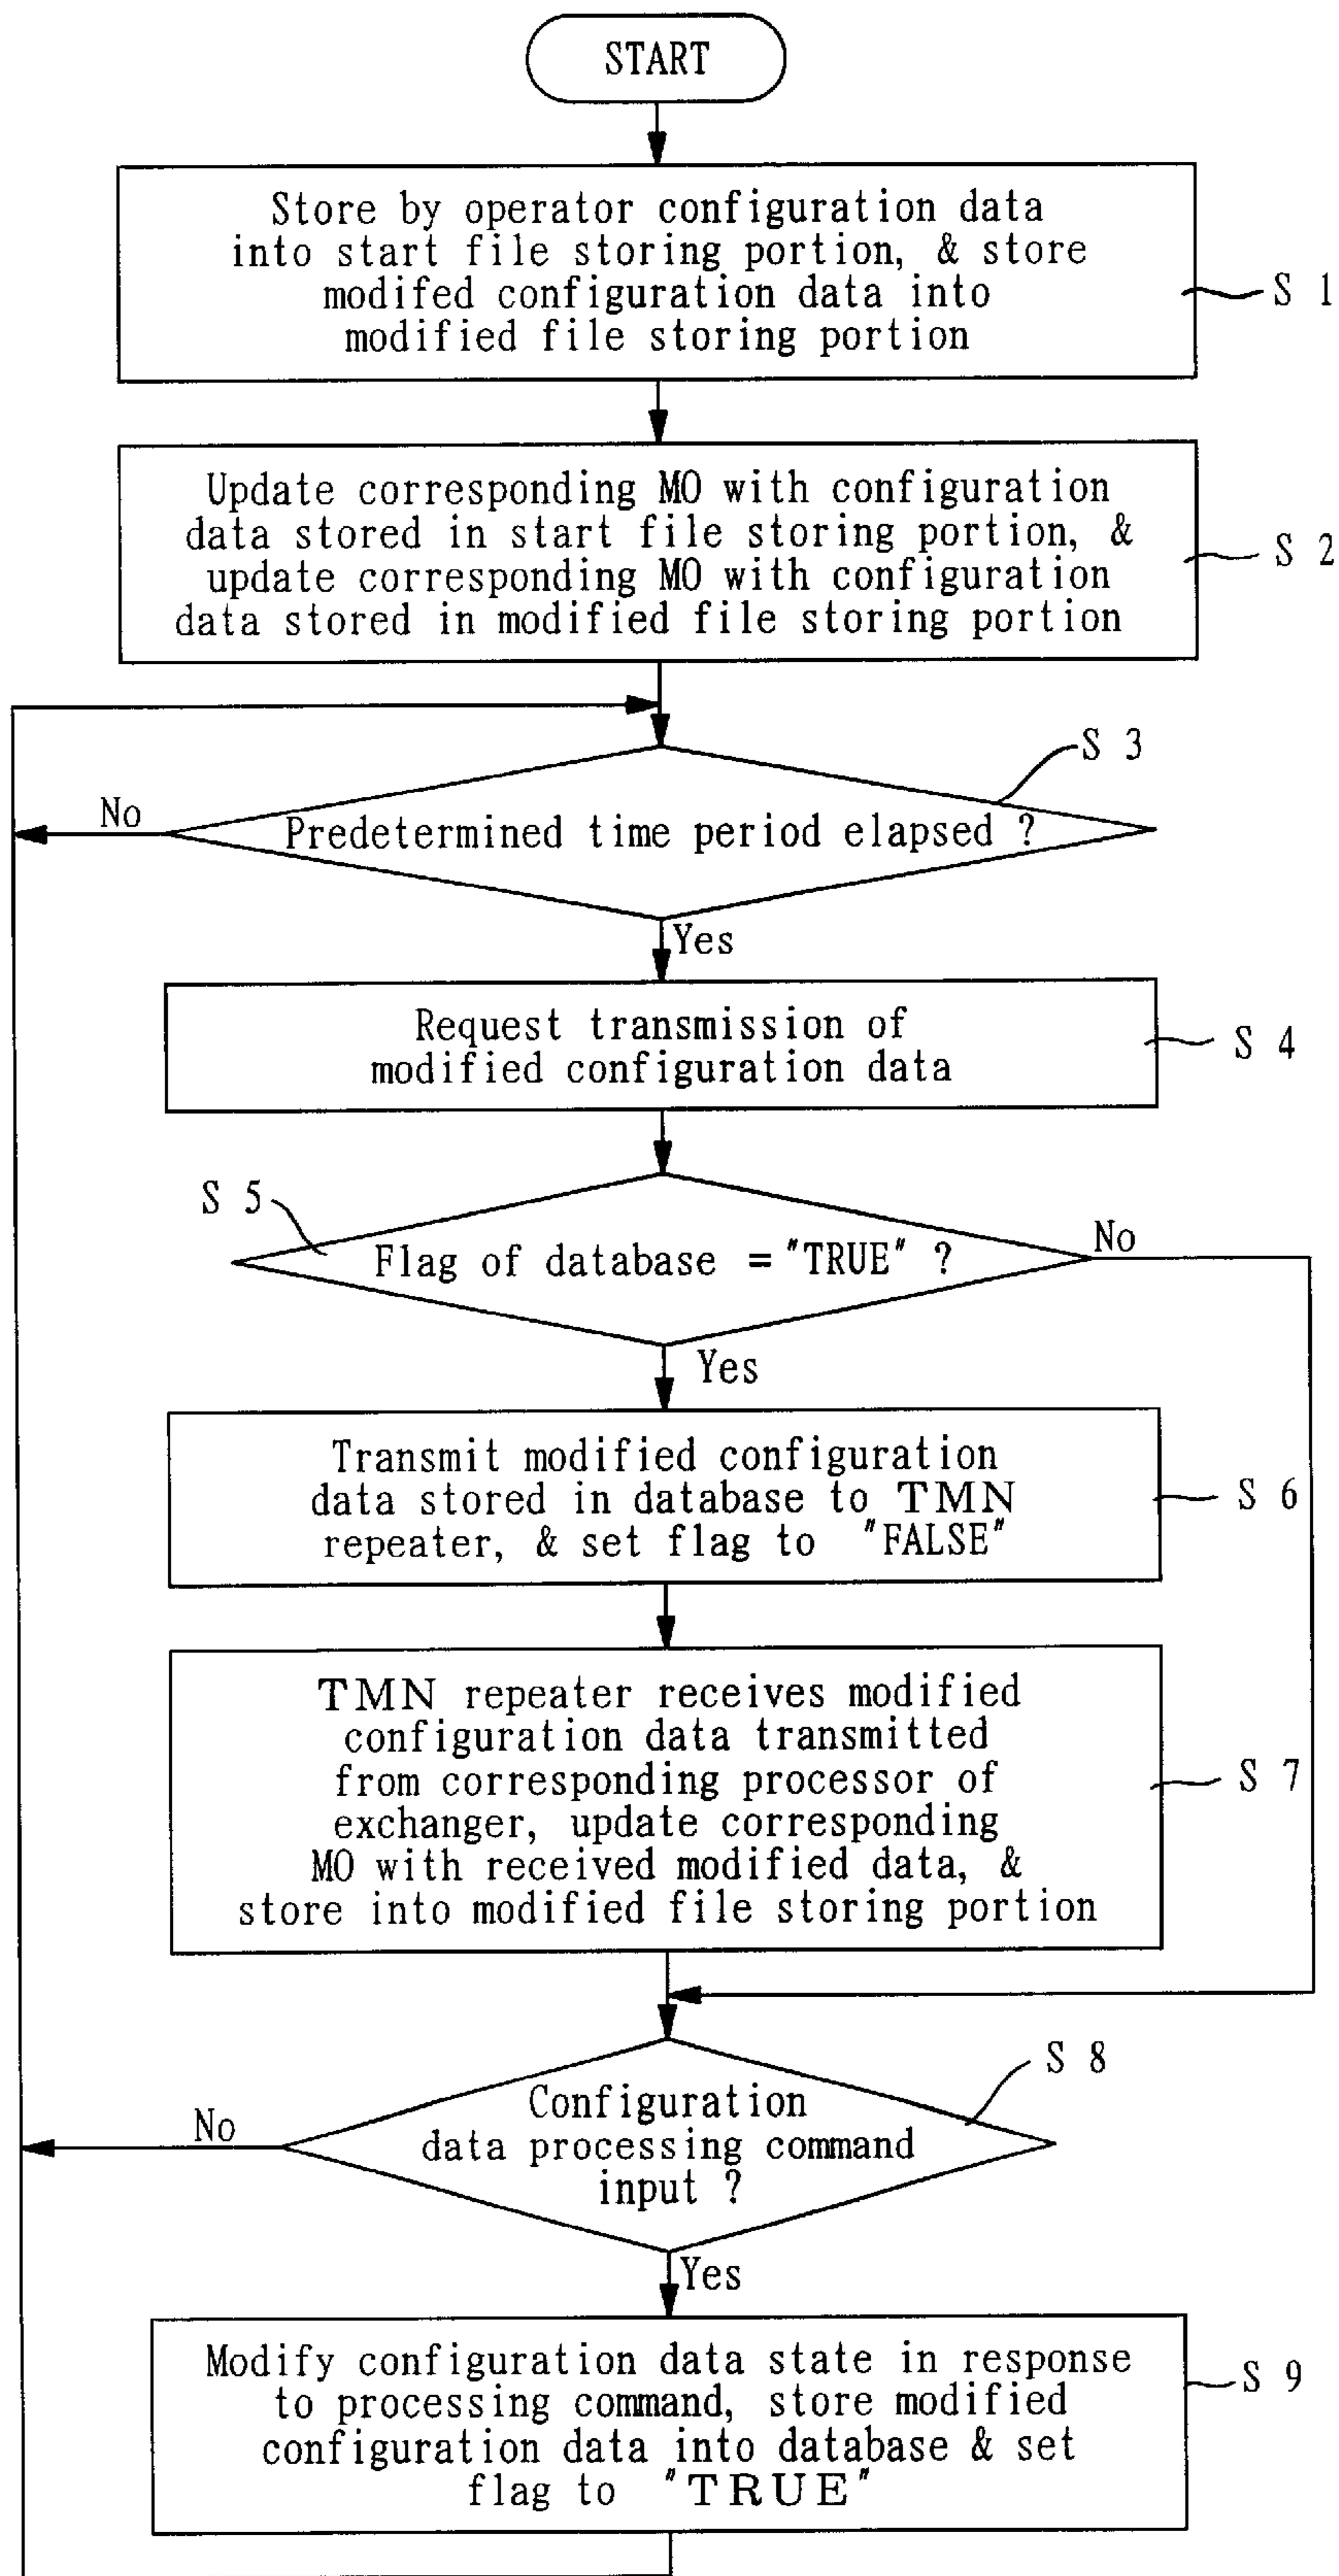 START
Store by operator configuration data
into start file storing portion, & store
modifed configuration data into
modified file storing portion
S 1
Update corresponding MO with configuration
data stored in start file storing portion, &
update corresponding MO with configuration
data stored in modified file storing portion
S 2
S 3
No
Predetermined time period elapsed ?
Yes
Request transmission of
modified configuration data
S 4
S 5
No
Flag of database = "TRUE" ?
Yes
Transmit modified configuration
data stored in database to TMN
repeater, & set flag to "FALSE"
S 6
TMN repeater receives modified
configuration data transmitted
from corresponding processor of
exchanger, update corresponding
MO with received modified data, &
store into modified file storing portion
S 7
S 8
No
Configuration
data processing command
input ?
Yes
Modify configuration data state in response
to processing command, store modified
configuration data into database & set
flag to "TRUE"
S 9